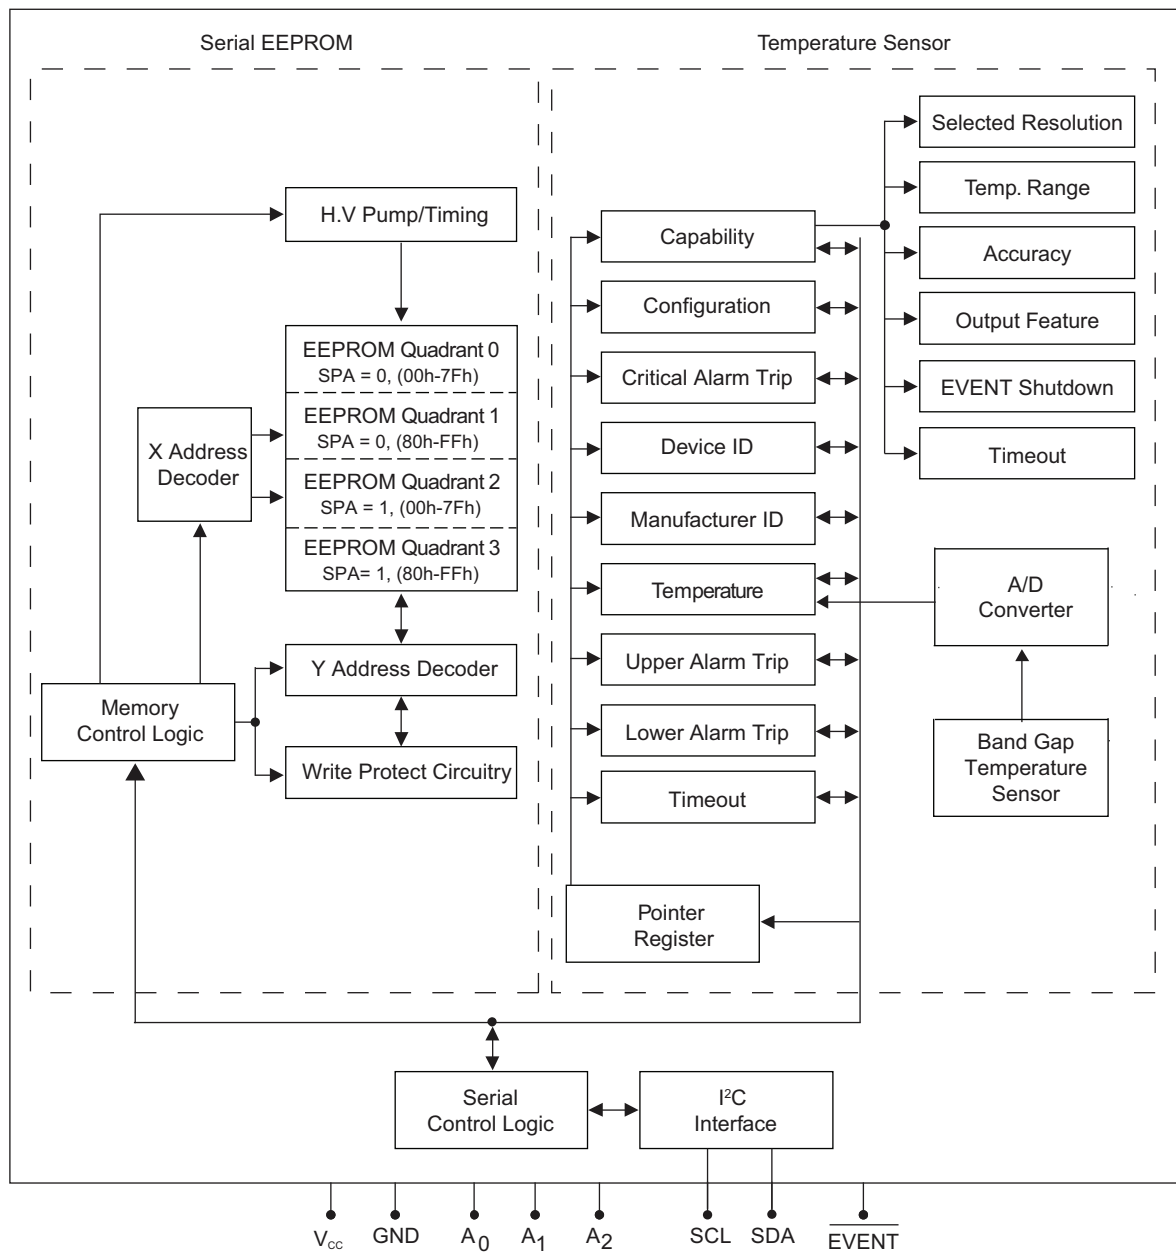 Serial EEPROM
Temperature Sensor
H.V Pump/Timing
EEPROM Quadrant 0
SPA = 0, (00h-7Fh)
EEPROM Quadrant 1
SPA = 0, (80h-FFh)
EEPROM Quadrant 2
SPA = 1, (00h-7Fh)
EEPROM Quadrant 3
SPA= 1, (80h-FFh)
X Address
Decoder
Y Address Decoder
Memory
Control Logic
Write Protect Circuitry
Capability
Configuration
Critical Alarm Trip
Device ID
Manufacturer ID
Temperature
Upper Alarm Trip
Lower Alarm Trip
Timeout
Pointer
Register
Selected Resolution
Temp. Range
Accuracy
Output Feature
EVENT Shutdown
Timeout
A/D
Converter
Band Gap
Temperature
Sensor
Serial
Control Logic
I²C
Interface
Vcc GND A0 A1 A2 SCL SDA EVENT